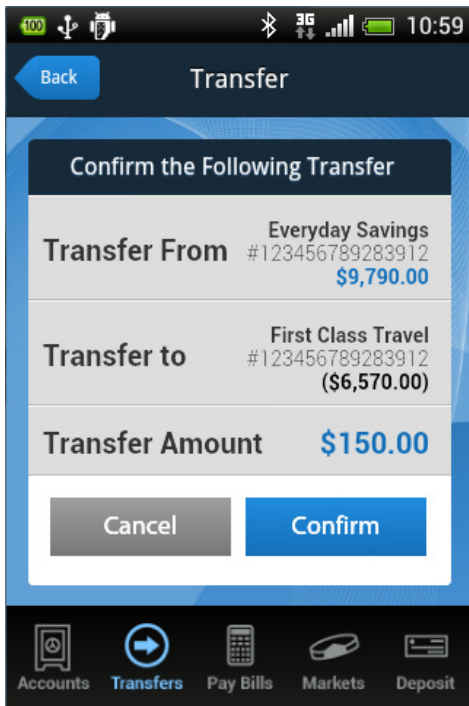 100 3G 10:59
Back Transfer
Confirm the Following Transfer
Everyday Savings
Transfer From #123456789283912
$9,790.00
First Class Travel
Transfer to #123456789283912
($6,570.00)
Transfer Amount $150.00
Cancel Confirm
Accounts Transfers Pay Bills Markets Deposit